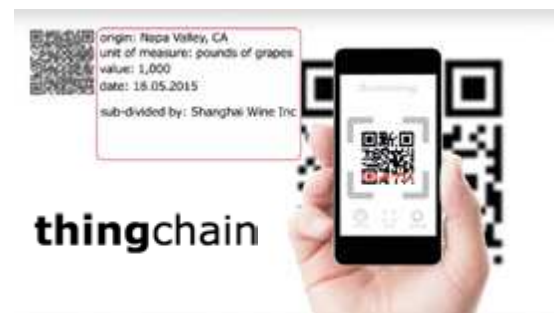 origin: Napa Valley, CA
unit of measure: pounds of grapes
value: 1,000
date: 18.05.2015
sub-divided by: Shanghai Wine Inc
thingchain